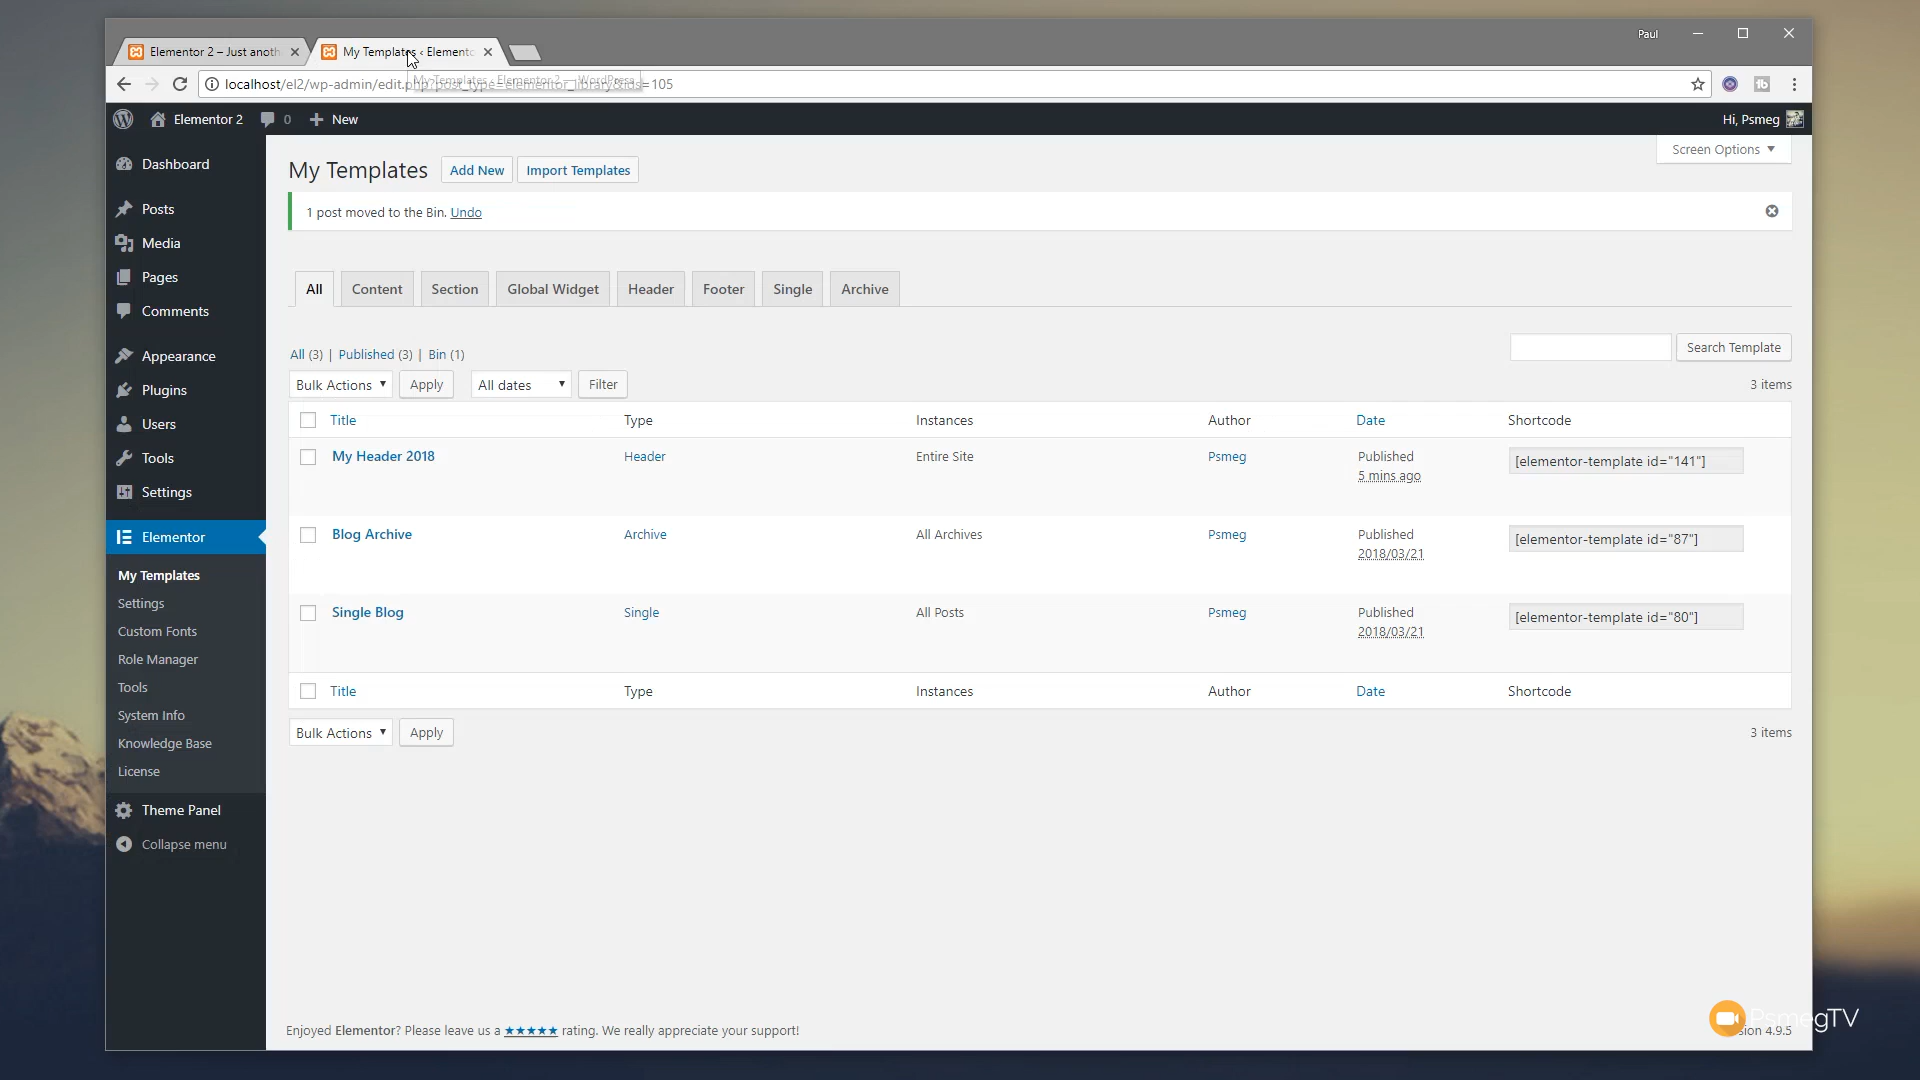 Paul
Elementor 2 – Just anoth
My Templates ‹ Elemento
localhost/el2/wp-admin/edit.php?post_type=elementor_library&ids=105
My Templates ‹ Elementor 2 — WordPress
Elementor 2
0
New
Hi, Psmeg
Screen Options
Dashboard
Posts
Media
Pages
Comments
Appearance
Plugins
Users
Tools
Settings
Elementor
My Templates
Settings
Custom Fonts
Role Manager
Tools
System Info
Knowledge Base
License
Theme Panel
Collapse menu
My Templates Add New Import Templates
1 post moved to the Bin. Undo
All Content Section Global Widget Header Footer Single Archive
All (3) | Published (3) | Bin (1)
Search Template
Bulk Actions Apply All dates Filter
3 items
Title Type Instances Author Date Shortcode
My Header 2018 Header Entire Site Psmeg Published [elementor-template id="141"]
5 mins ago
Blog Archive Archive All Archives Psmeg Published [elementor-template id="87"]
2018/03/21
Single Blog Single All Posts Psmeg Published [elementor-template id="80"]
2018/03/21
Title Type Instances Author Date Shortcode
Bulk Actions Apply
3 items
Enjoyed Elementor? Please leave us a ★★★★★ rating. We really appreciate your support!
sion 4.9.5
PsmegTV